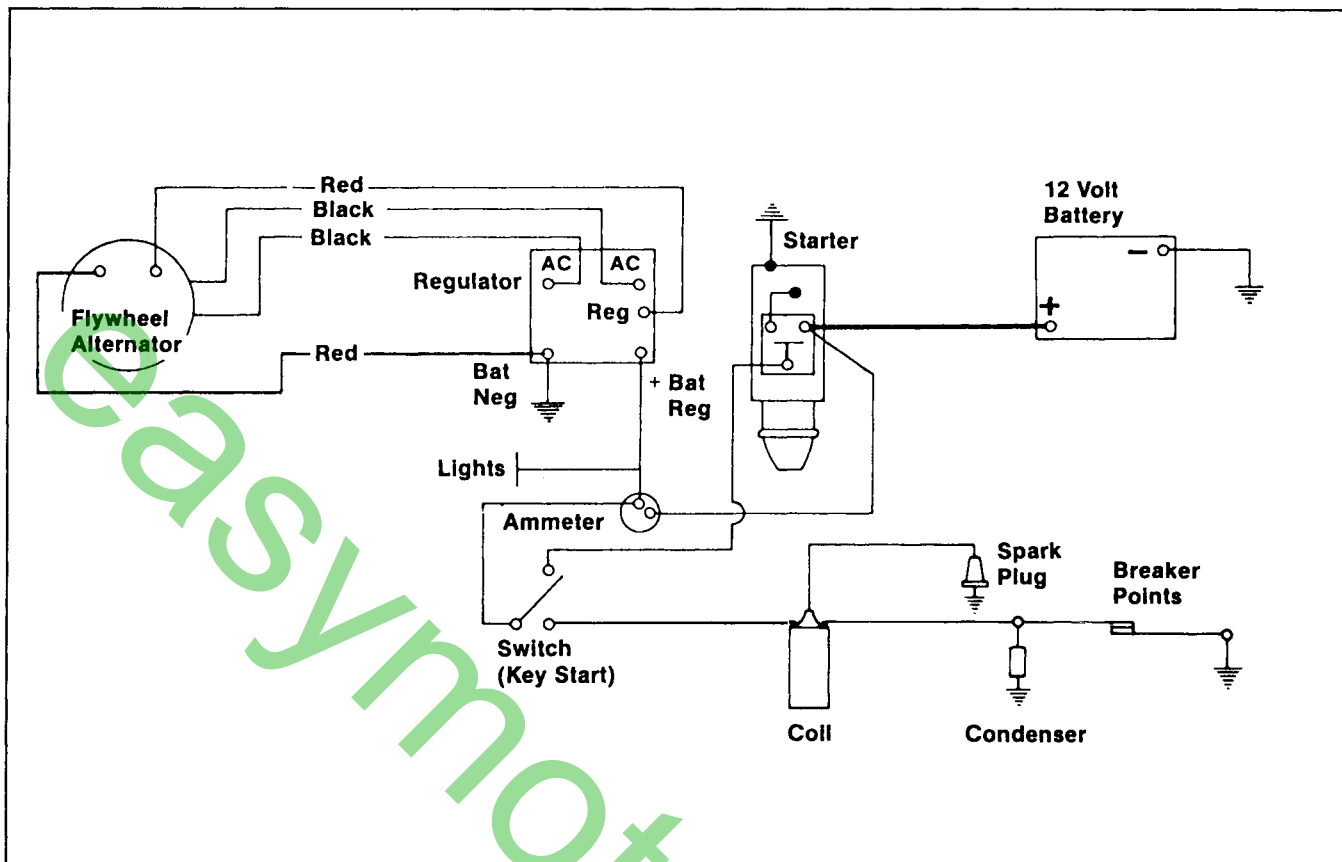 Red
Black
Black
Flywheel
Alternator
Red
Regulator
AC
AC
Reg
Bat
Neg
+ Bat
Reg
Starter
12 Volt
Battery
−
+
Lights
Ammeter
Switch
(Key Start)
Spark
Plug
Breaker
Points
Coil
Condenser
easymot